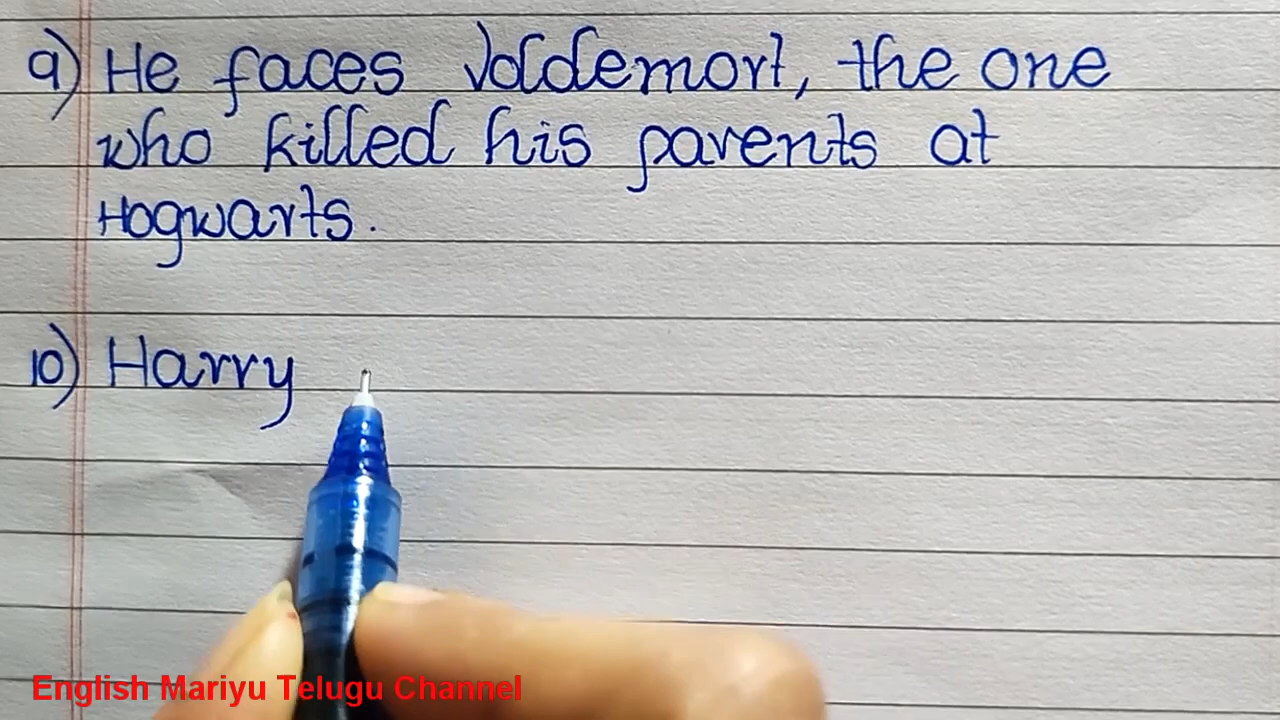 9) He faces Voldemort, the one
who killed his parents at
Hogwarts.
10) Harry
English Mariyu Telugu Channel